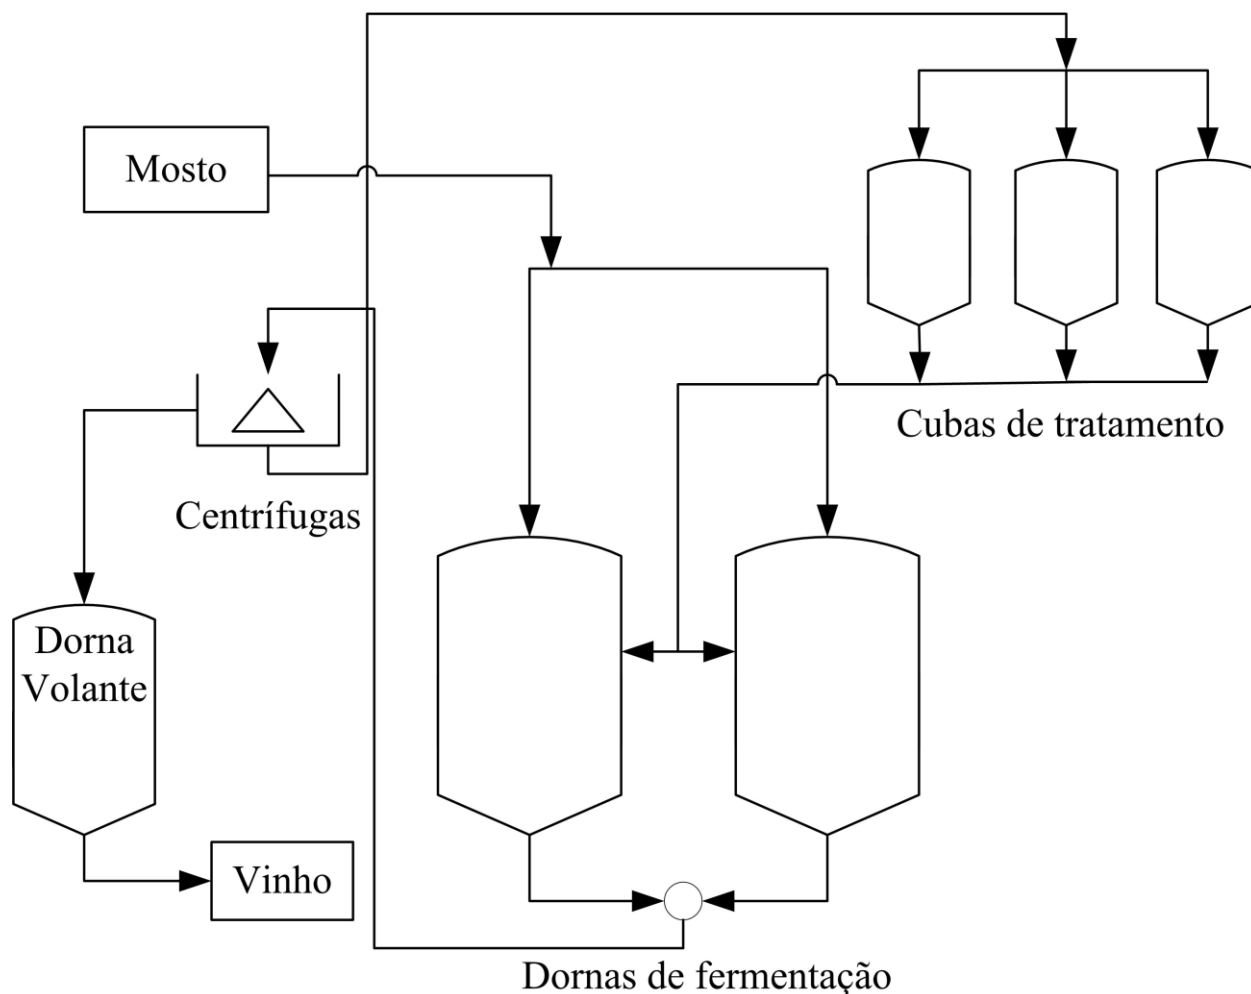 Mosto
Cubas de tratamento
Centrífugas
Dorna
Volante
Vinho
Dornas de fermentação